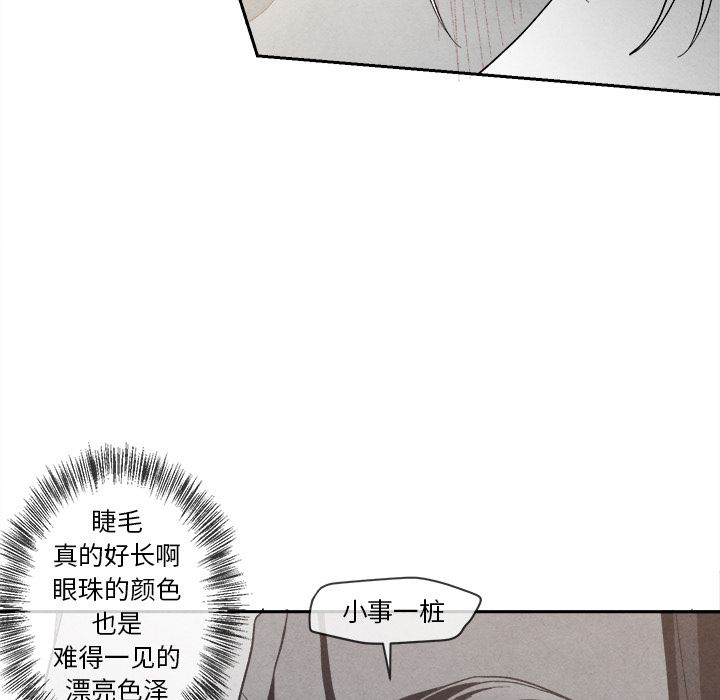 睫毛
真的好长啊
眼珠的颜色
也是
难得一见的
漂亮色泽
小事一桩